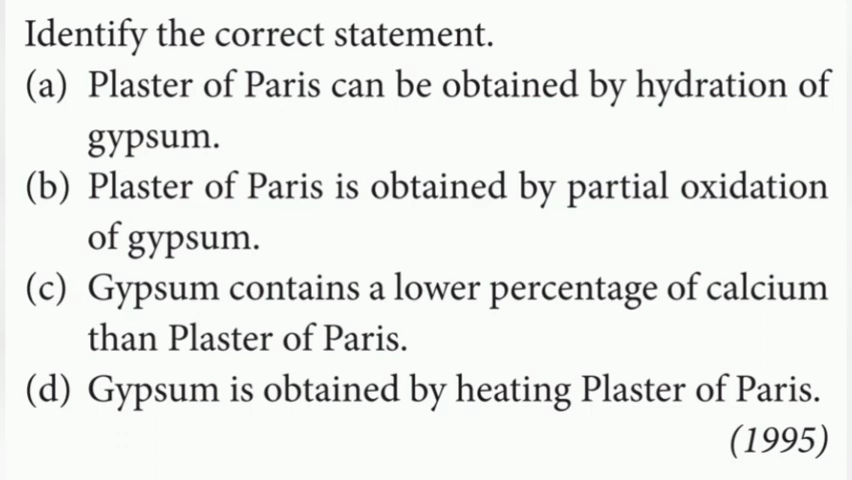 Identify the correct statement.
(a) Plaster of Paris can be obtained by hydration of
gypsum.
(b) Plaster of Paris is obtained by partial oxidation
of gypsum.
(c) Gypsum contains a lower percentage of calcium
than Plaster of Paris.
(d) Gypsum is obtained by heating Plaster of Paris.
(1995)